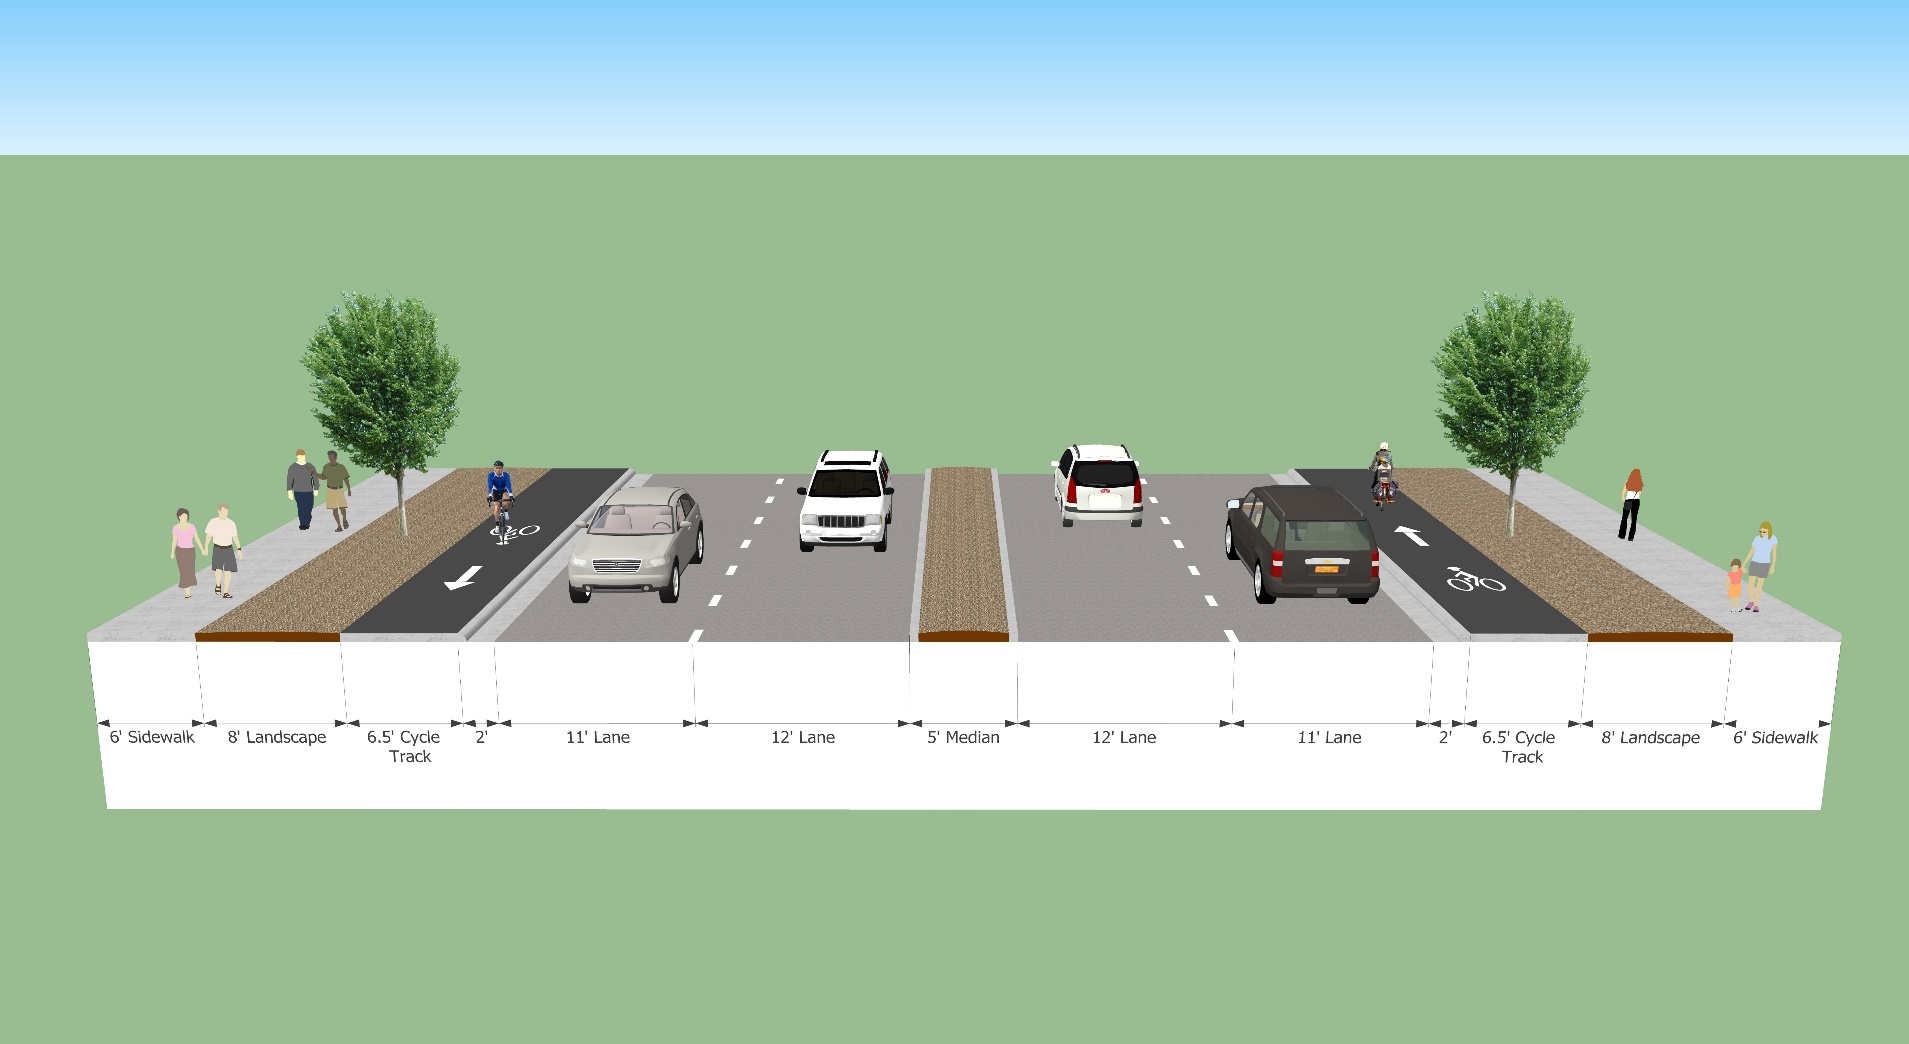 6' Sidewalk
8' Landscape
6.5' Cycle
Track
2'
11' Lane
12' Lane
5' Median
12' Lane
11' Lane
2'
6.5' Cycle
Track
8' Landscape
6' Sidewalk